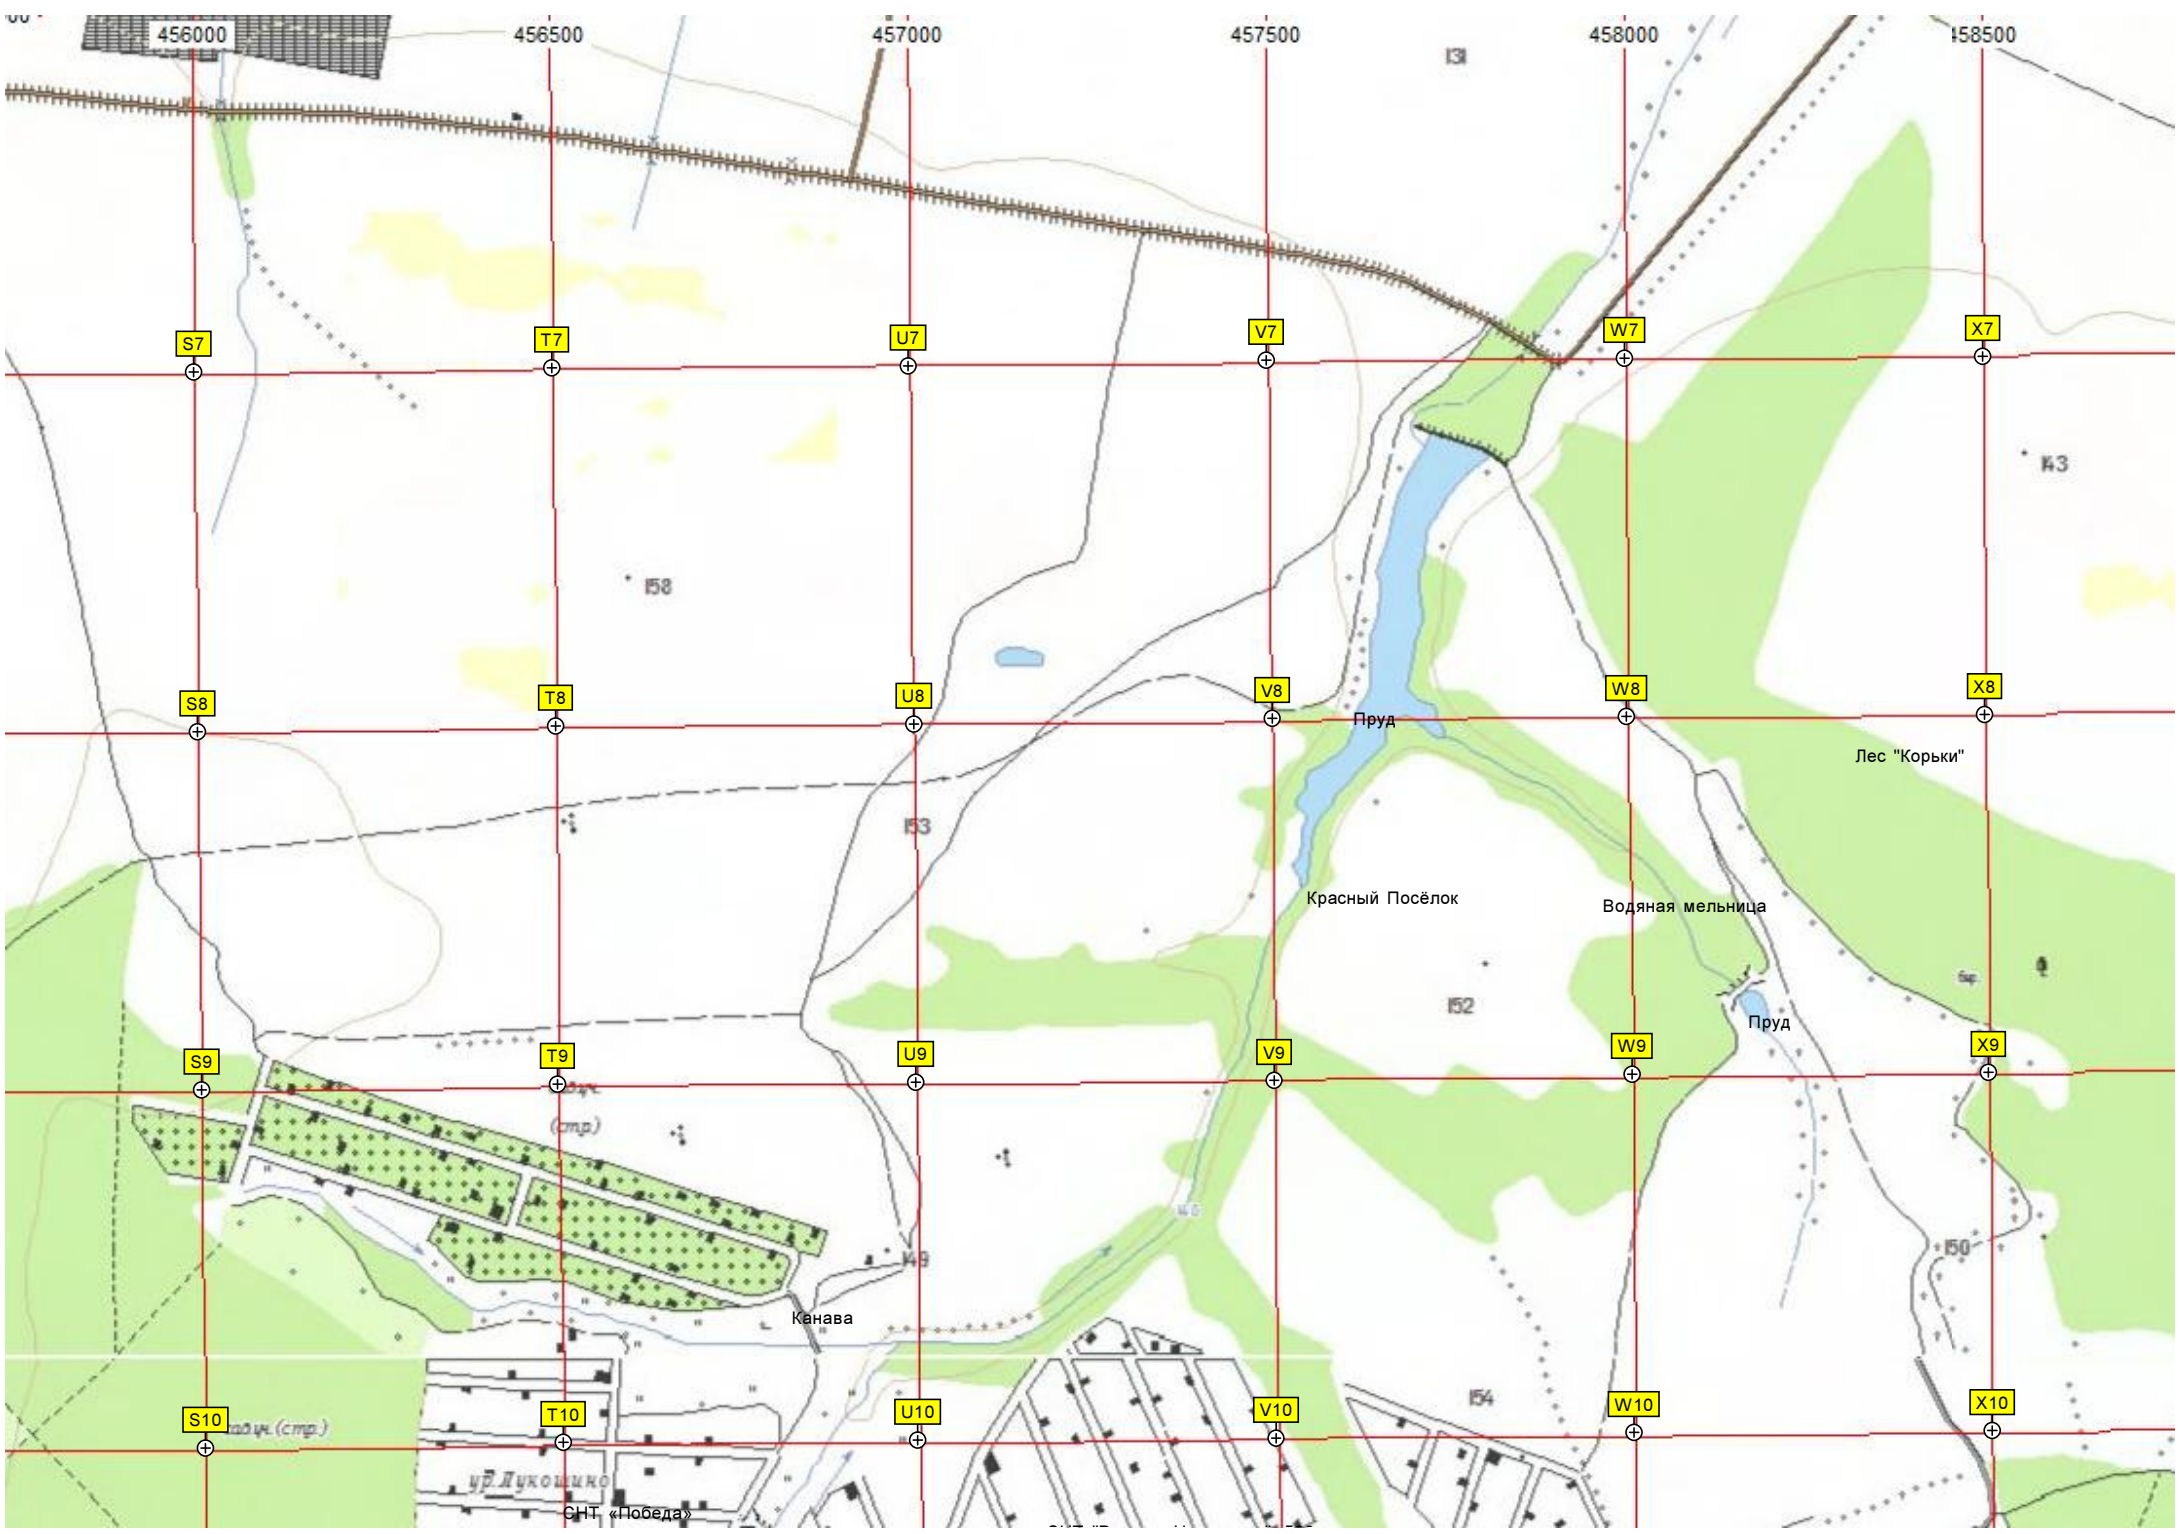 456000 456500 457000 457500 458000 458500
131
S7 T7 U7 V7 W7 X7
143
158
S8 T8 U8 V8 W8 X8
Пруд
Лес "Корьки"
153
Красный Посёлок
Водяная мельница
152
Пруд
S9 T9 U9 V9 W9 X9
(стр.)
150
149
Канава
154
S10 T10 U10 V10 W10 X10
(стр.)
ур. Лукошино
СНТ «Победа»